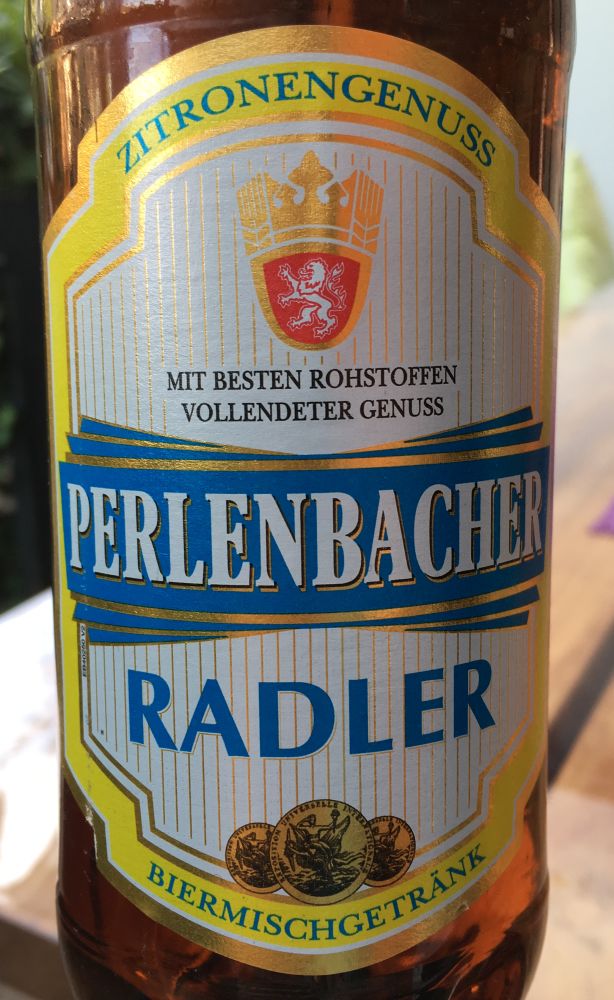 ZITRONENGENUSS
MIT BESTEN ROHSTOFFEN
VOLLENDETER GENUSS
PERLENBACHER
RADLER
BIERMISCHGETRÄNK